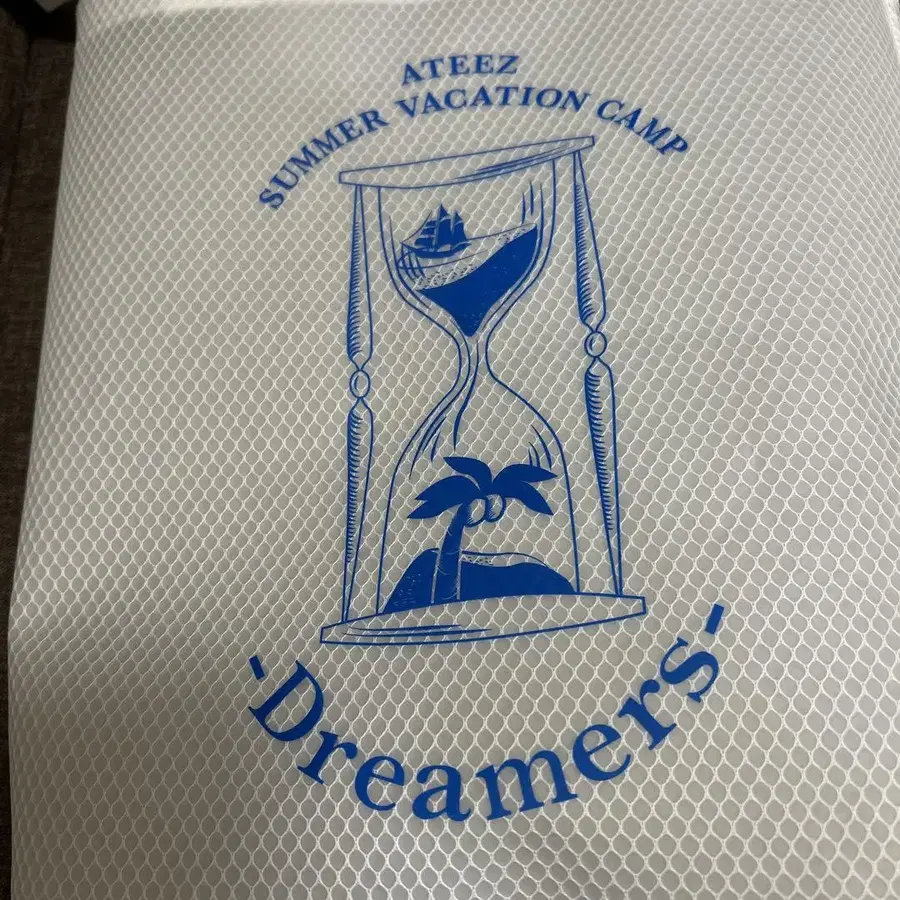 ATEEZ
SUMMER VACATION CAMP
-Dreamers-